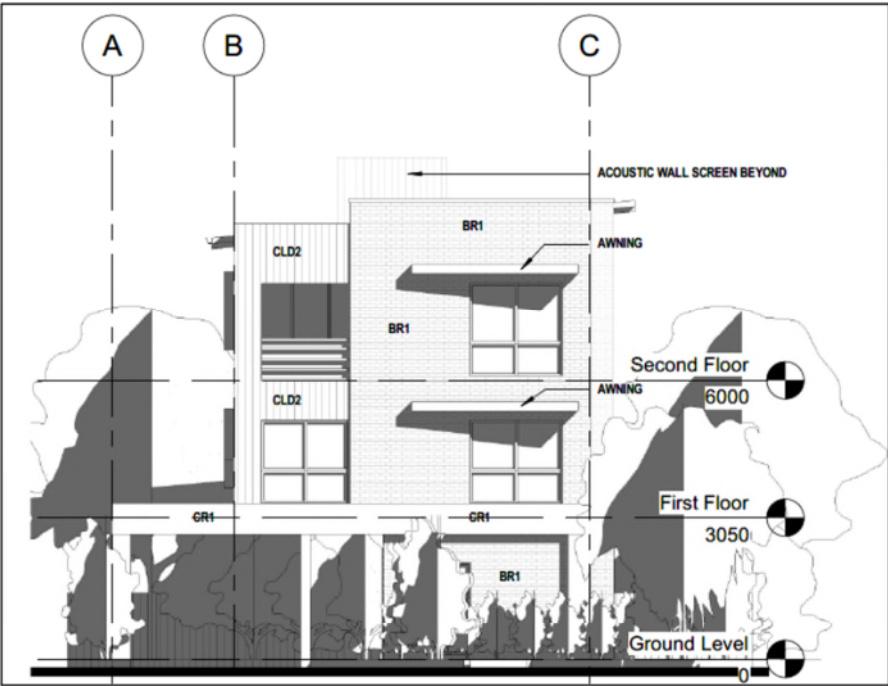 A
B
C
ACOUSTIC WALL SCREEN BEYOND
BR1
AWNING
CLD2
BR1
Second Floor
6000
AWNING
CLD2
First Floor
CR1
CR1
3050
BR1
Ground Level
0